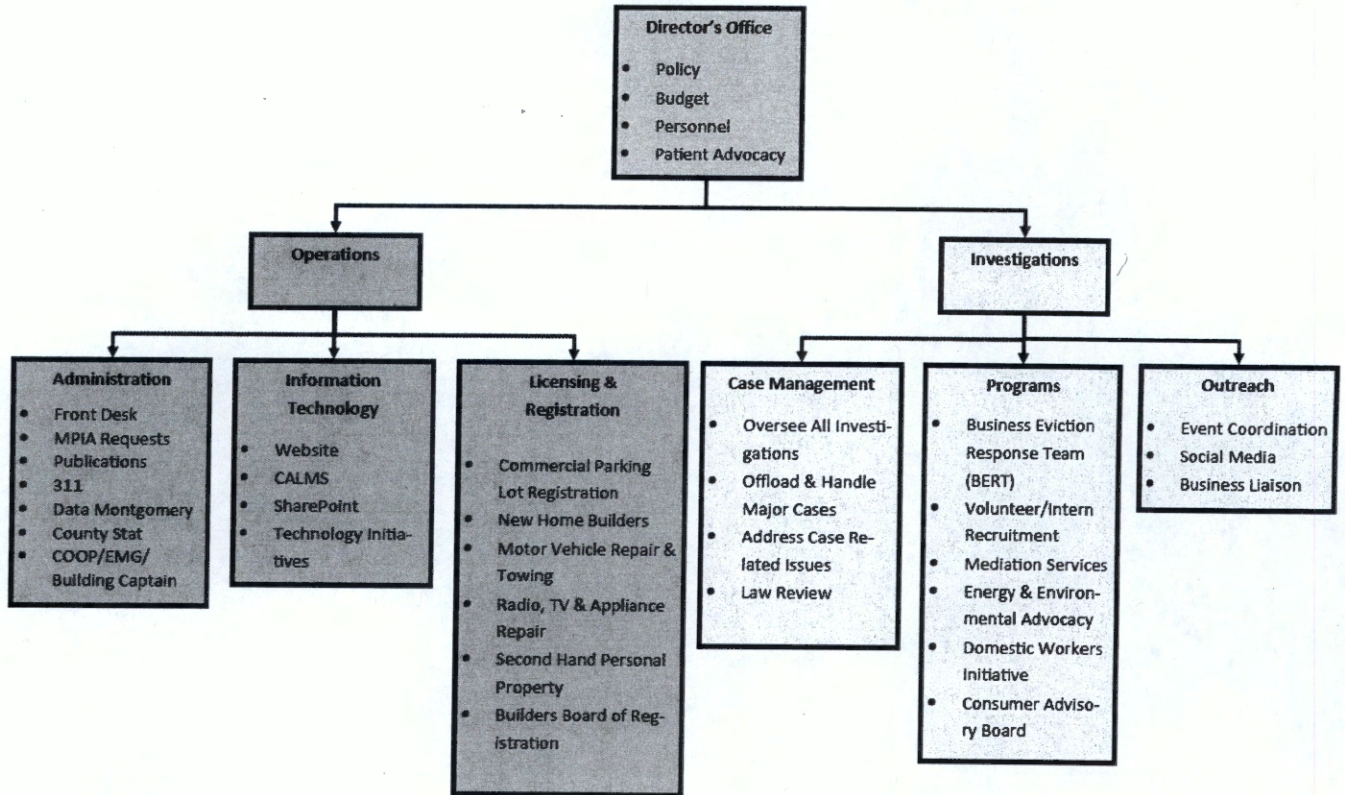 Director's Office
Policy
Budget
Personnel
Patient Advocacy
Operations
Investigations
Administration
Front Desk
MPIA Requests
Publications
311
Data Montgomery
County Stat
COOP/EMG/
Building Captain
Information
Technology
Website
CALMS
SharePoint
Technology Initia-
tives
Licensing &
Registration
Commercial Parking
Lot Registration
New Home Builders
Motor Vehicle Repair &
Towing
Radio, TV & Appliance
Repair
Second Hand Personal
Property
Builders Board of Reg-
istration
Case Management
Oversee All Investi-
gations
Offload & Handle
Major Cases
Address Case Re-
lated Issues
Law Review
Programs
Business Eviction
Response Team
(BERT)
Volunteer/Intern
Recruitment
Mediation Services
Energy & Environ-
mental Advocacy
Domestic Workers
Initiative
Consumer Adviso-
ry Board
Outreach
Event Coordination
Social Media
Business Liaison